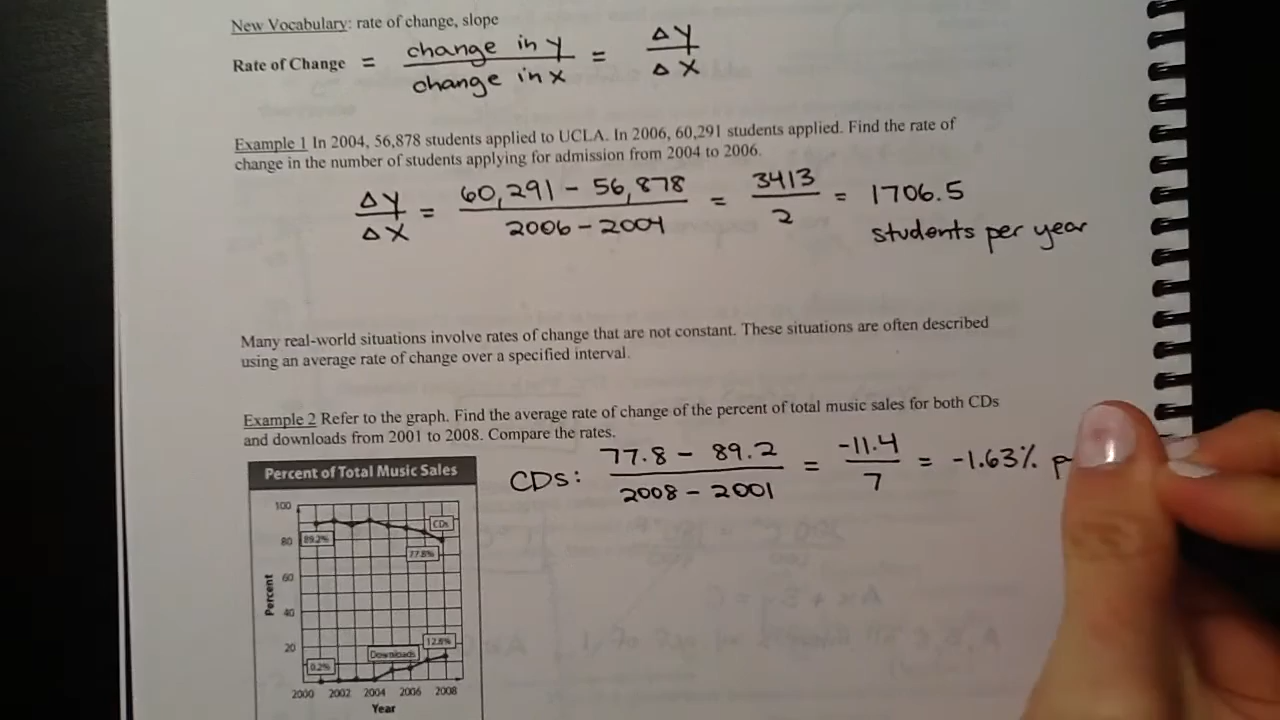 New Vocabulary: rate of change, slope
Rate of Change = change in y / change in x = Δy / Δx
Example 1 In 2004, 56,878 students applied to UCLA. In 2006, 60,291 students applied. Find the rate of
change in the number of students applying for admission from 2004 to 2006.
Δy / Δx = 60,291 - 56,878 / 2006 - 2004 = 3413 / 2 = 1706.5
students per year
Many real-world situations involve rates of change that are not constant. These situations are often described
using an average rate of change over a specified interval.
Example 2 Refer to the graph. Find the average rate of change of the percent of total music sales for both CDs
and downloads from 2001 to 2008. Compare the rates.
CDs: 77.8 - 89.2 / 2008 - 2001 = -11.4 / 7 = -1.63% p
Percent of Total Music Sales
100
80
60
40
20
Percent
CDs
89.2%
77.8%
12.8%
Downloads
0.2%
2000 2002 2004 2006 2008
Year